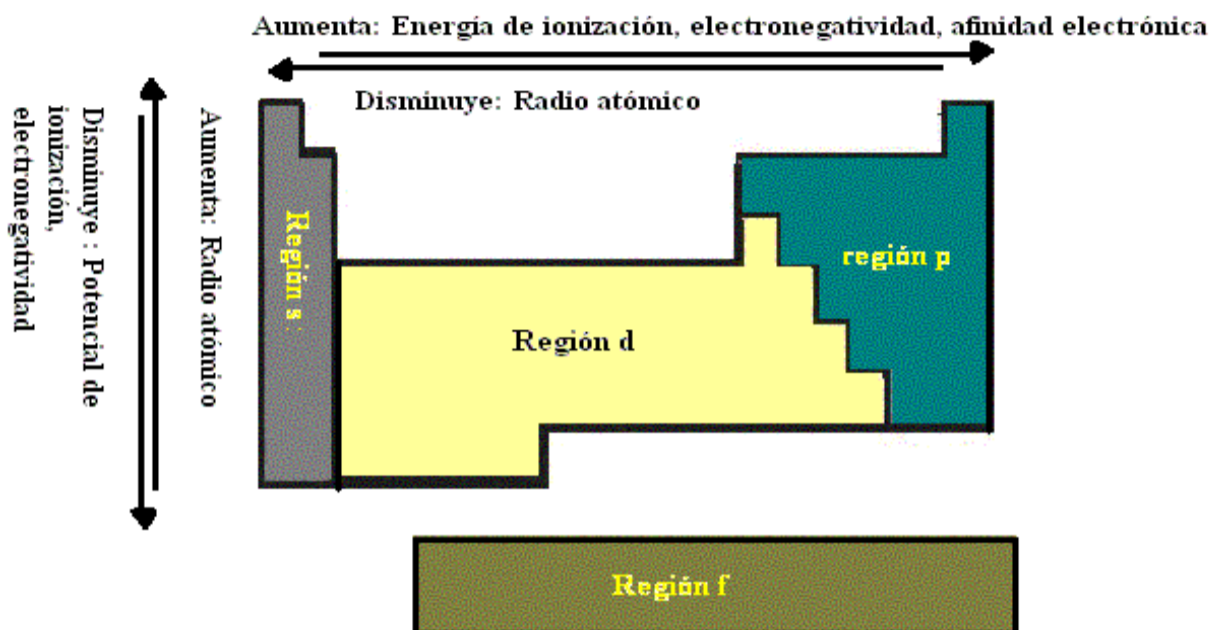 Aumenta: Energía de ionización, electronegatividad, afinidad electrónica
Disminuye: Radio atómico
Disminuye : Potencial de
ionización,
electronegatividad
Aumenta: Radio atómico
Región s :
región p
Región d
Región f